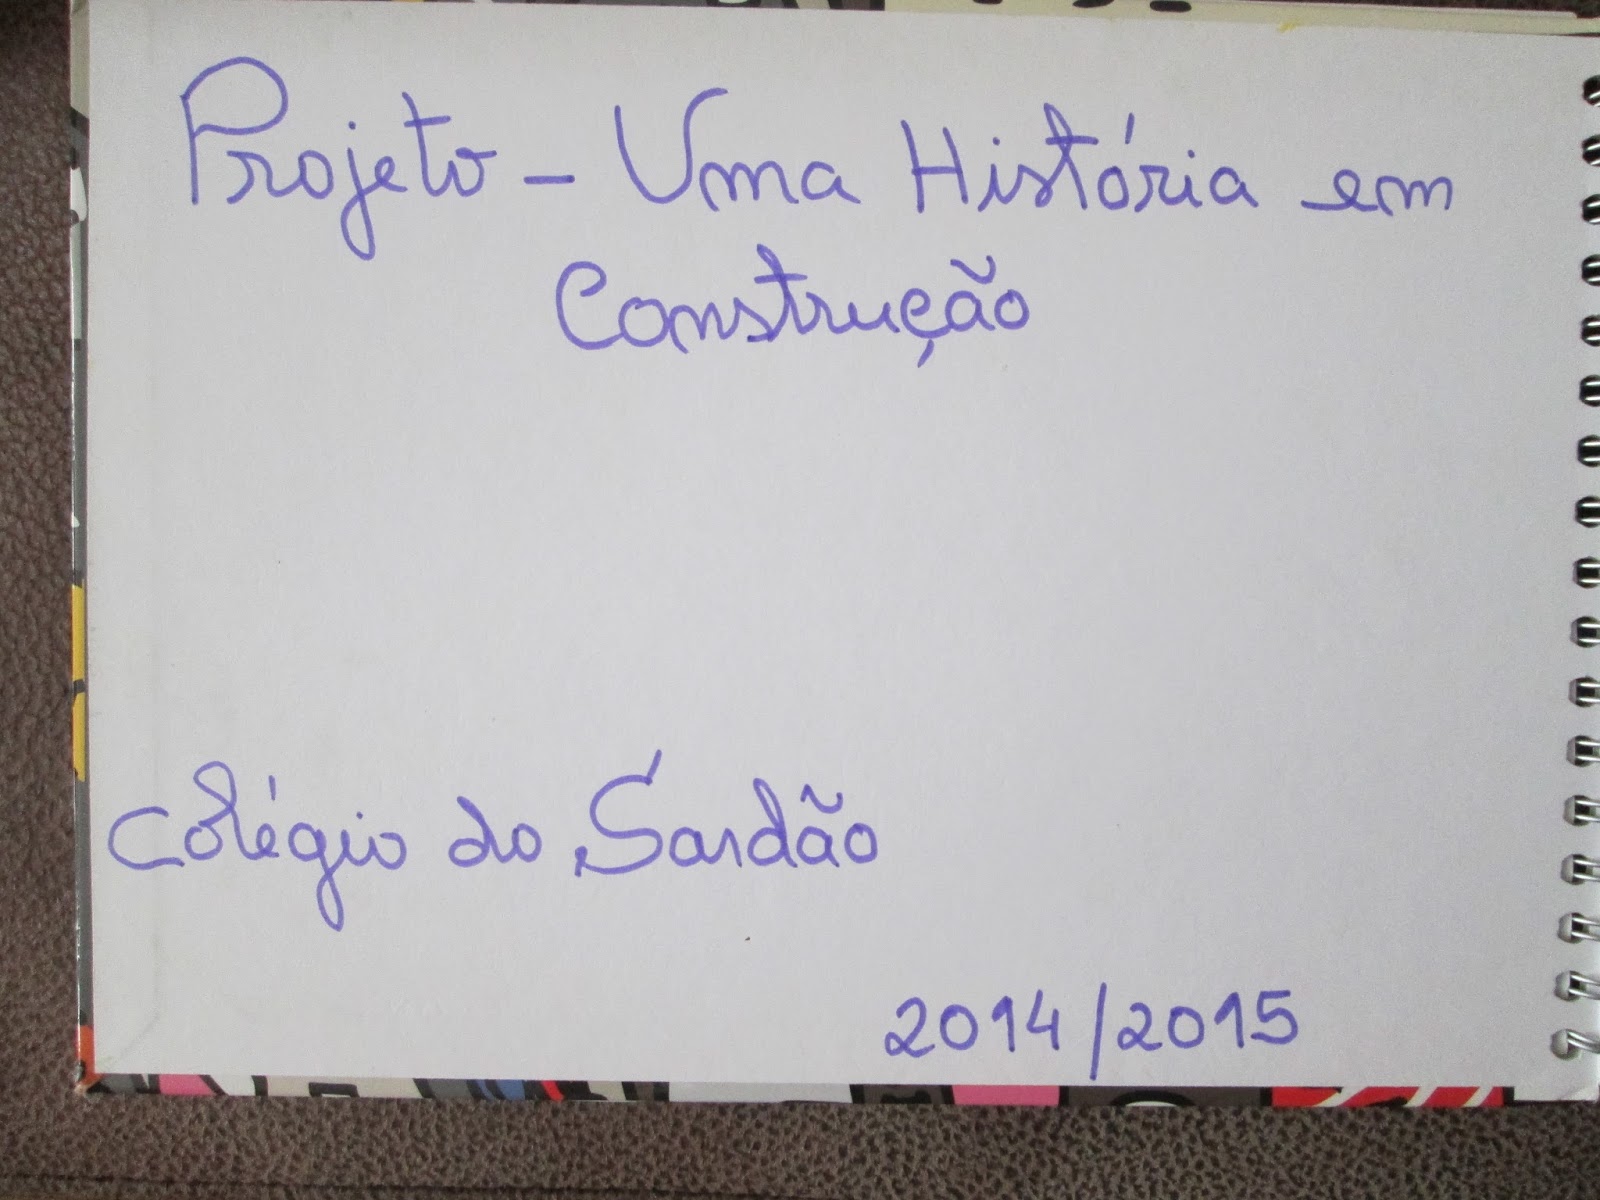 Projeto - Uma História em
Construção
Colégio do Sardão
2014/2015